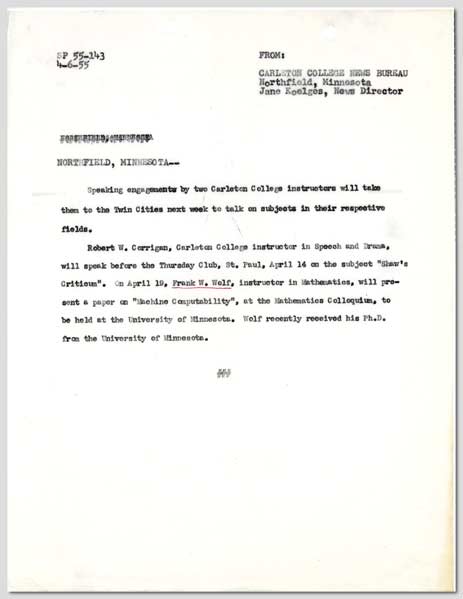 SP 55-143
4-6-55
FROM:
CARLETON COLLEGE NEWS BUREAU
Northfield, Minnesota
Jane Koelges, News Director
NORTHFIELD, MINNESOTA--
Speaking engagements by two Carleton College instructors will take
them to the Twin Cities next week to talk on subjects in their respective
fields.
Robert W. Corrigan, Carleton College instructor in Speech and Drama,
will speak before the Thursday Club, St. Paul, April 14 on the subject "Shaw's
Criticum". On April 19, Frank W. Wolf, instructor in Mathematics, will pre-
sent a paper on "Machine Computability", at the Mathematics Colloquium, to
be held at the University of Minnesota. Wolf recently received his Ph.D.
from the University of Minnesota.
###